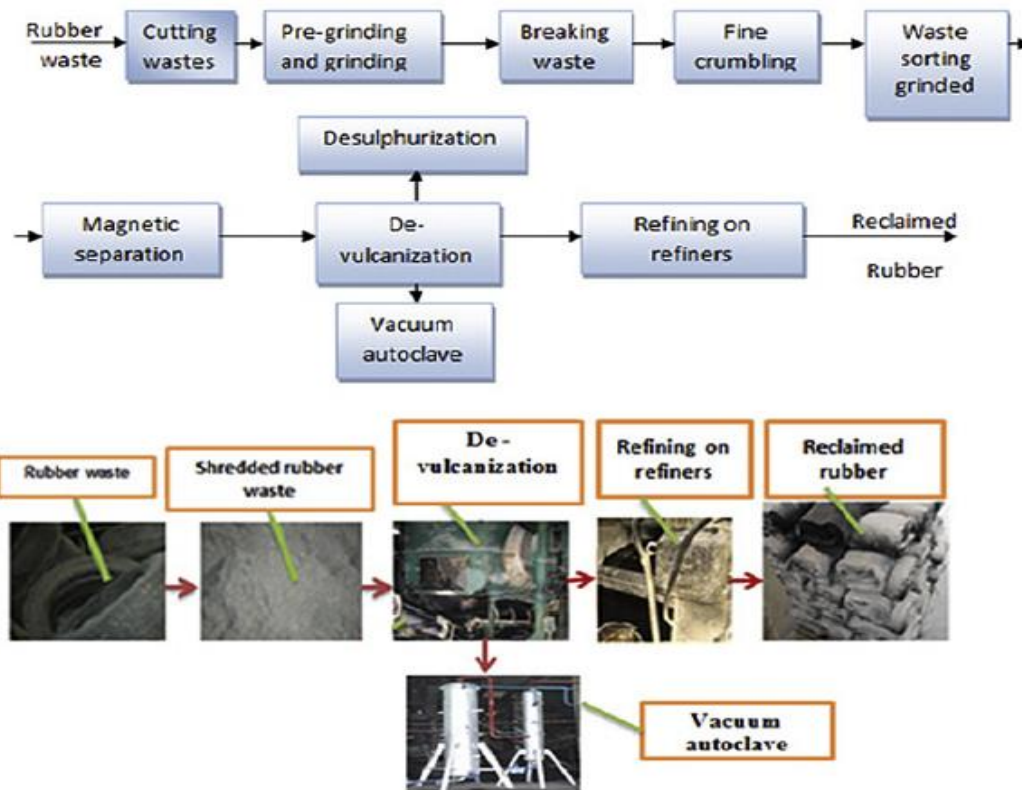 Rubber
waste
Cutting
wastes
Pre-grinding
and grinding
Breaking
waste
Fine
crumbling
Waste
sorting
grinded
Desulphurization
Magnetic
separation
De-
vulcanization
Refining on
refiners
Reclaimed
Rubber
Vacuum
autoclave
Rubber waste
Shredded rubber
waste
De -
vulcanization
Refining on
refiners
Reclaimed
rubber
Vacuum
autoclave